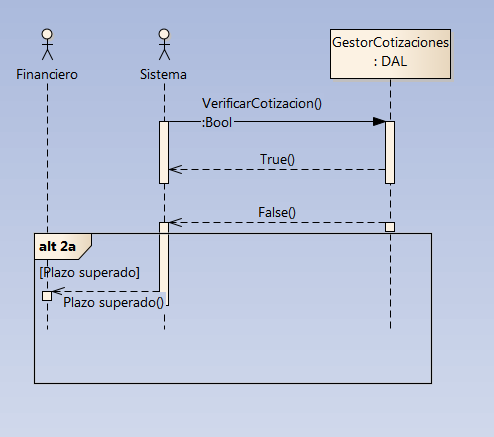 Financiero
Sistema
GestorCotizaciones
: DAL
VerificarCotizacion()
:Bool
True()
False()
alt 2a
[Plazo superado]
Plazo superado()